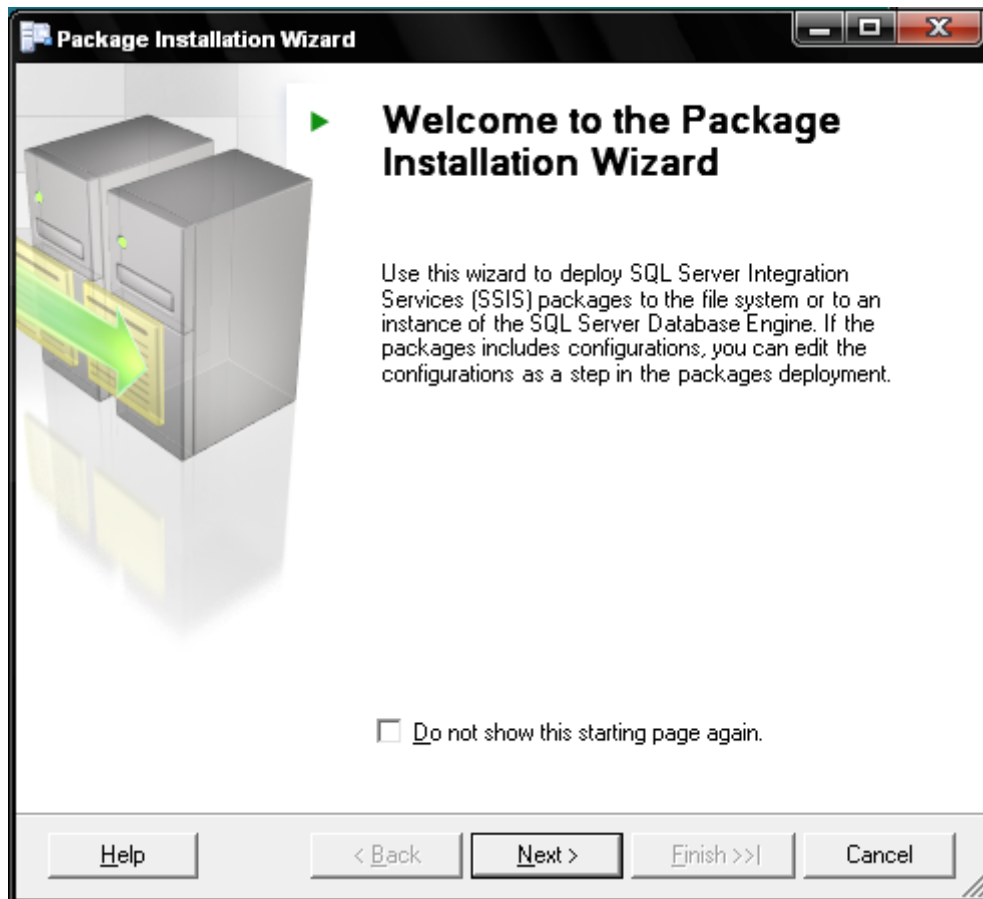 Package Installation Wizard
Welcome to the Package
Installation Wizard
Use this wizard to deploy SQL Server Integration
Services (SSIS) packages to the file system or to an
instance of the SQL Server Database Engine. If the
packages includes configurations, you can edit the
configurations as a step in the packages deployment.
Do not show this starting page again.
Help < Back Next > Finish >>| Cancel